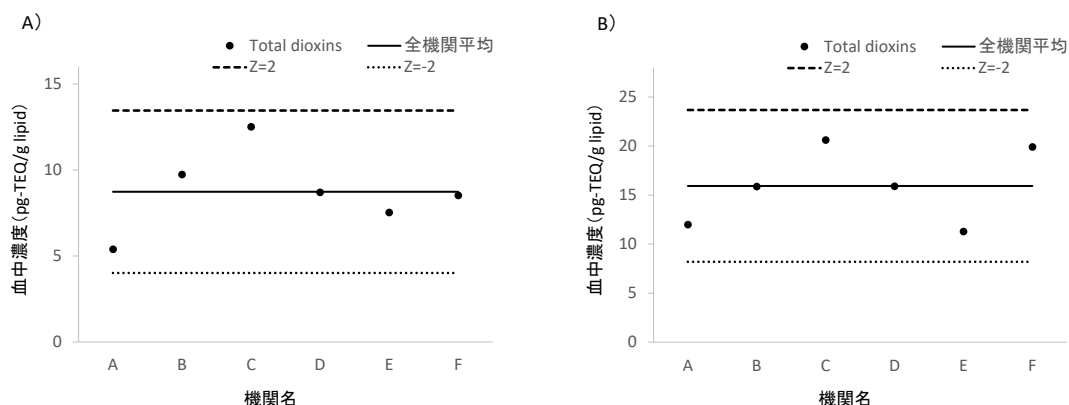 A)
Total dioxins 全機関平均
Z=2 Z=-2
血中濃度(pg-TEQ/g lipid)
15
10
5
0
A B C D E F
機関名
B)
Total dioxins 全機関平均
Z=2 Z=-2
血中濃度(pg-TEQ/g lipid)
25
20
15
10
5
0
A B C D E F
機関名